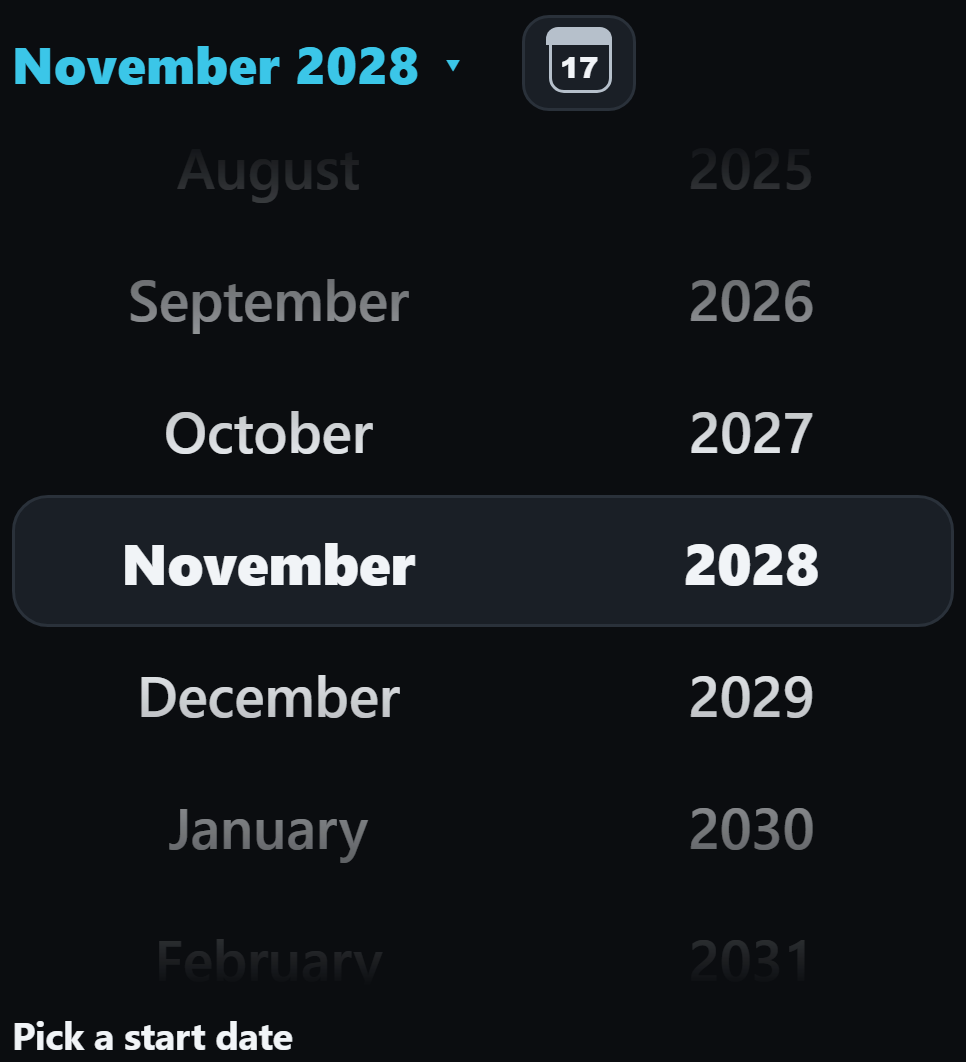 November 2028 ▼
17
August 2025
September 2026
October 2027
November 2028
December 2029
January 2030
February 2031
Pick a start date